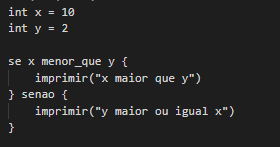 int x = 10
int y = 2
se x menor_que y {
imprimir("x maior que y")
} senao {
imprimir("y maior ou igual x")
}